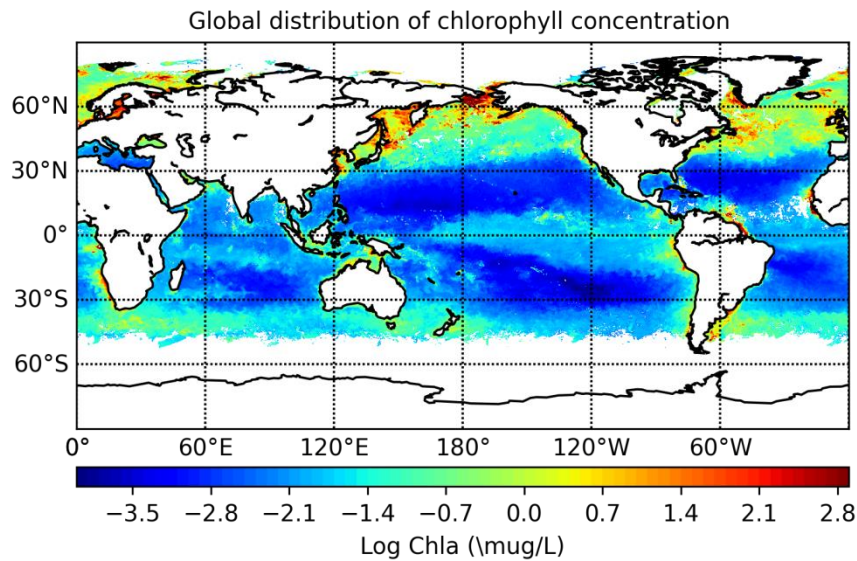 Global distribution of chlorophyll concentration
60°N
30°N
0°
30°S
60°S
0° 60°E 120°E 180° 120°W 60°W
−3.5 −2.8 −2.1 −1.4 −0.7 0.0 0.7 1.4 2.1 2.8
Log Chla (\mug/L)